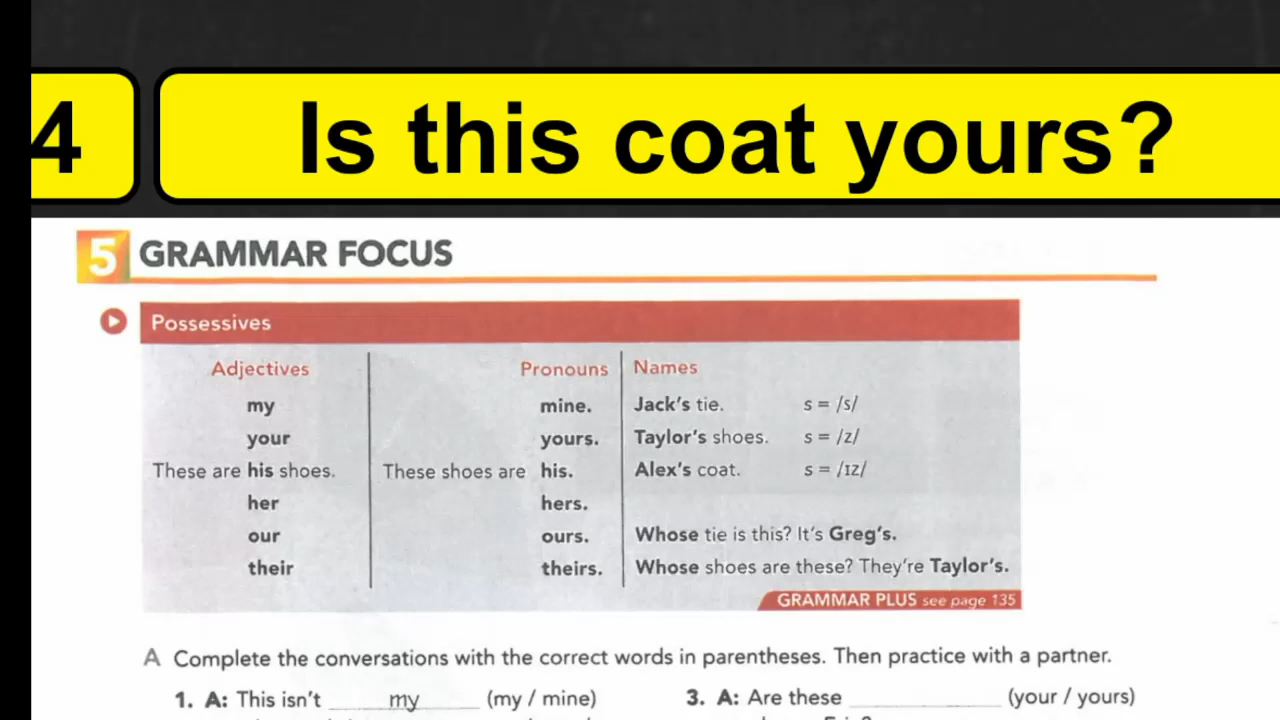 4 Is this coat yours?
5 GRAMMAR FOCUS
Possessives
Adjectives Pronouns Names
my mine. Jack's tie. s = /s/
your yours. Taylor's shoes. s = /z/
These are his shoes. These shoes are his. Alex's coat. s = /ɪz/
her hers.
our ours. Whose tie is this? It's Greg's.
their theirs. Whose shoes are these? They're Taylor's.
GRAMMAR PLUS see page 135
A Complete the conversations with the correct words in parentheses. Then practice with a partner.
1. A: This isn't my (my / mine) 3. A: Are these (your / yours)